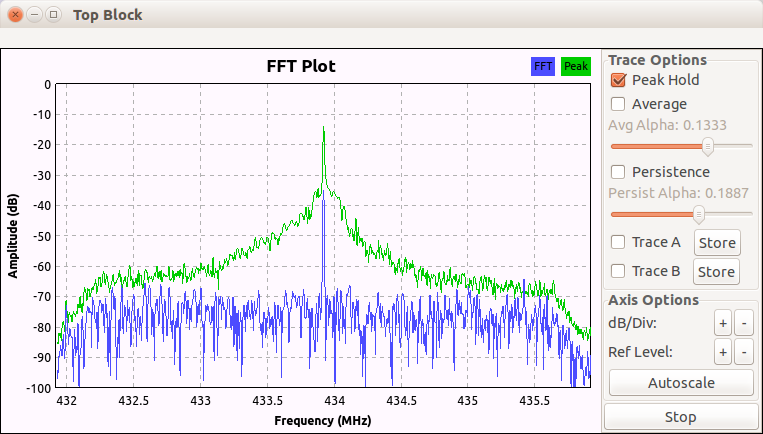 Top Block
FFT Plot
FFT
Peak
0
-10
-20
-30
-40
-50
-60
-70
-80
-90
-100
Amplitude (dB)
432
432.5
433
433.5
434
434.5
435
435.5
Frequency (MHz)
Trace Options
Peak Hold
Average
Avg Alpha: 0.1333
Persistence
Persist Alpha: 0.1887
Trace A
Store
Trace B
Store
Axis Options
dB/Div:
+
-
Ref Level:
+
-
Autoscale
Stop